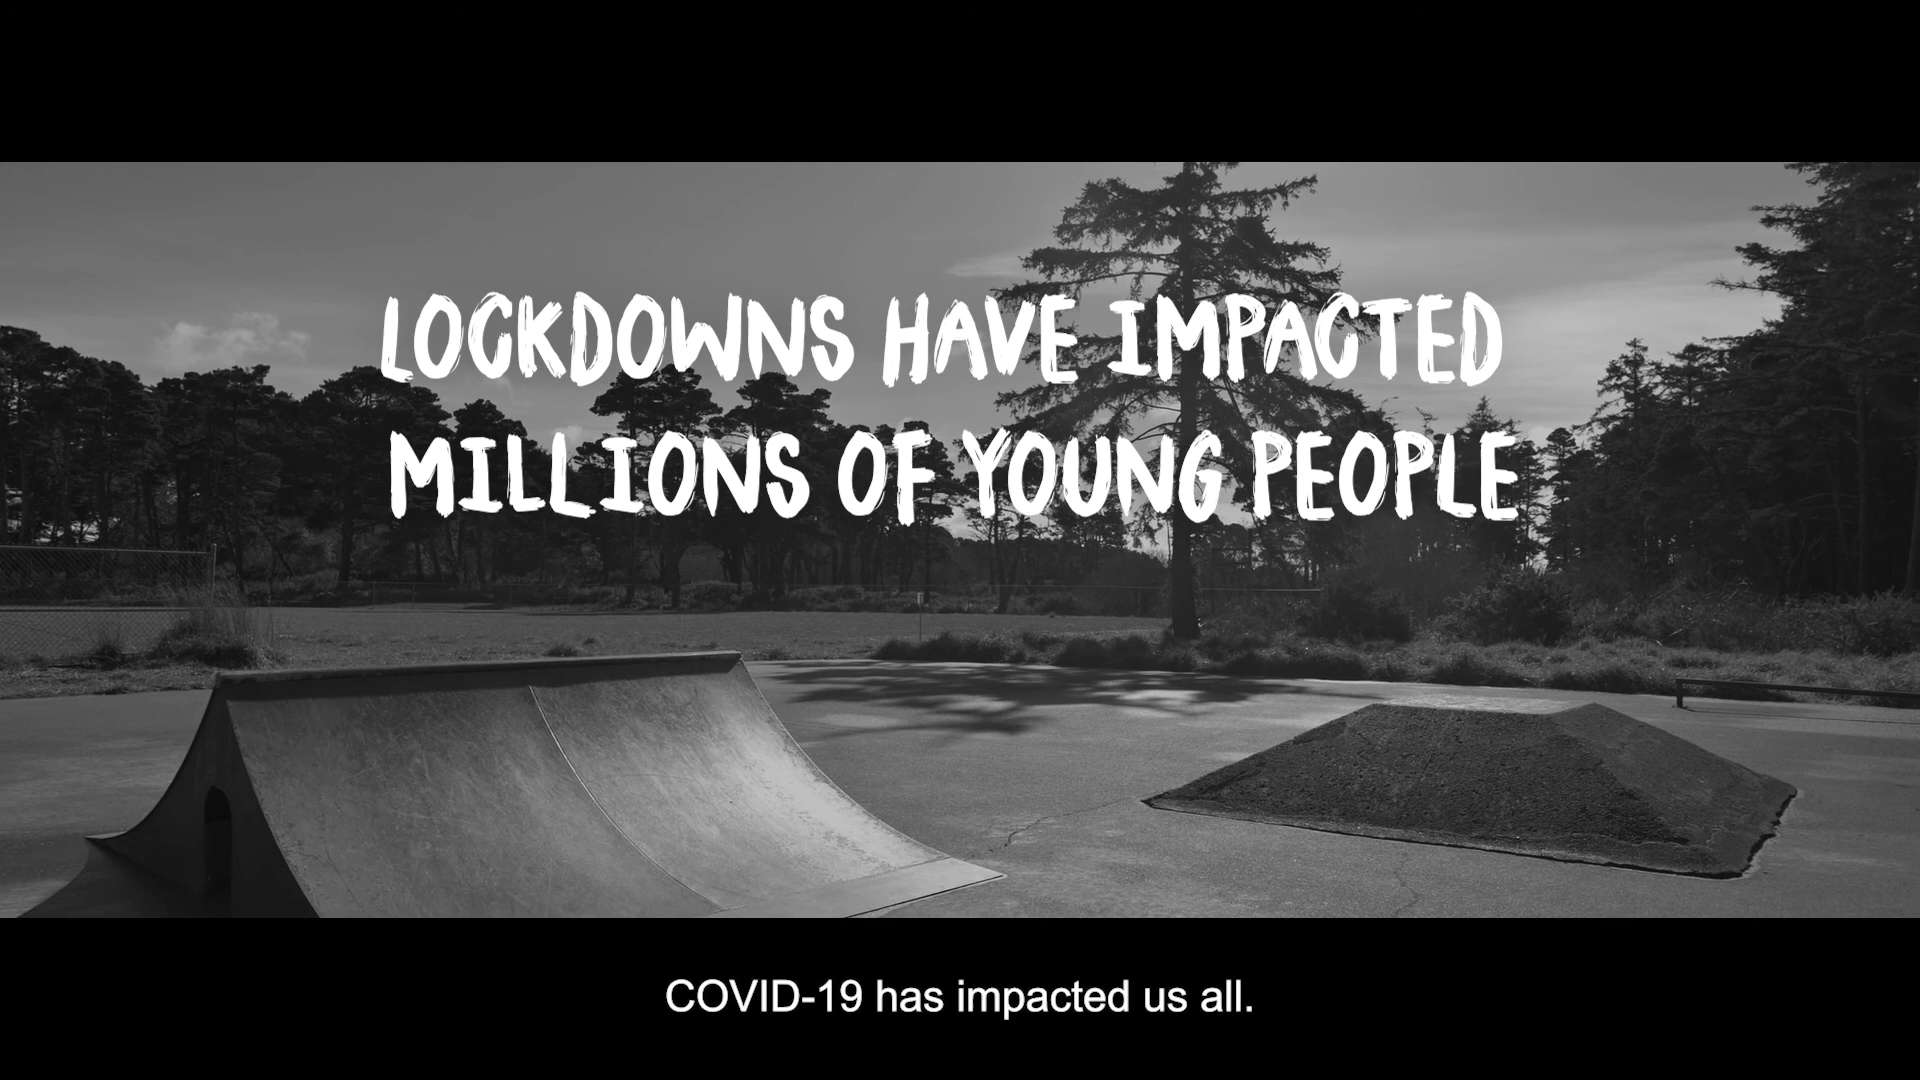 LOCKDOWNS HAVE IMPACTED
MILLIONS OF YOUNG PEOPLE
COVID-19 has impacted us all.